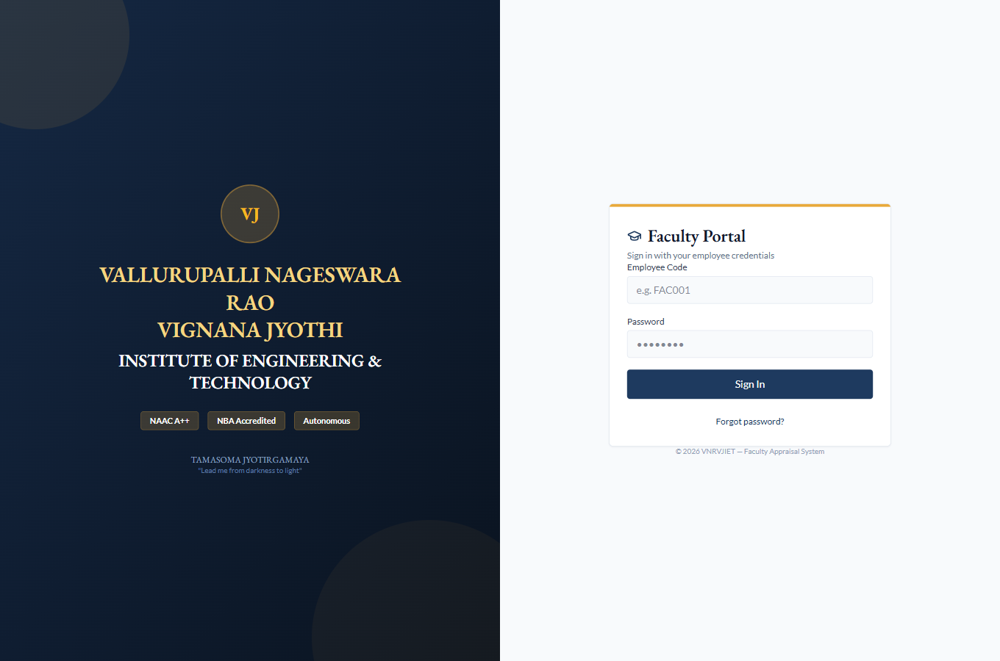 VJ
VALLURUPALLI NAGESWARA
RAO
VIGNANA JYOTHI
INSTITUTE OF ENGINEERING &
TECHNOLOGY
NAAC A++ NBA Accredited Autonomous
TAMASOMA JYOTIRGAMAYA
"Lead me from darkness to light"
Faculty Portal
Sign in with your employee credentials
Employee Code
e.g. FAC001
Password
••••••••
Sign In
Forgot password?
© 2026 VNRVJIET — Faculty Appraisal System